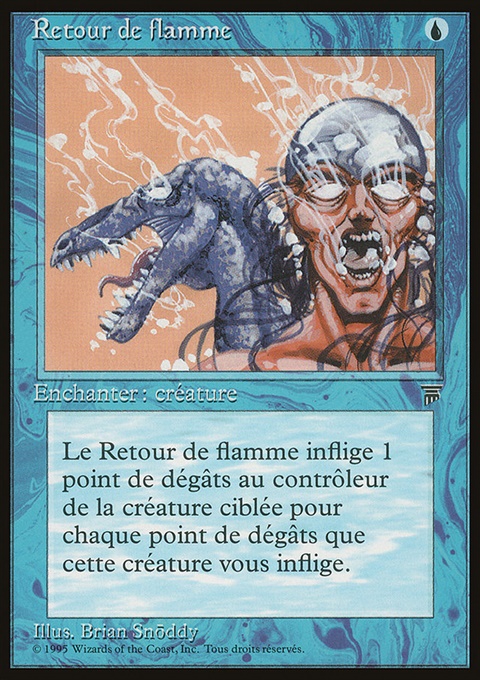 Retour de flamme
Enchanter : créature
Le Retour de flamme inflige 1
point de dégâts au contrôleur
de la créature ciblée pour
chaque point de dégâts que
cette créature vous inflige.
Illus. Brian Snōddy
© 1995 Wizards of the Coast, Inc. Tous droits réservés.